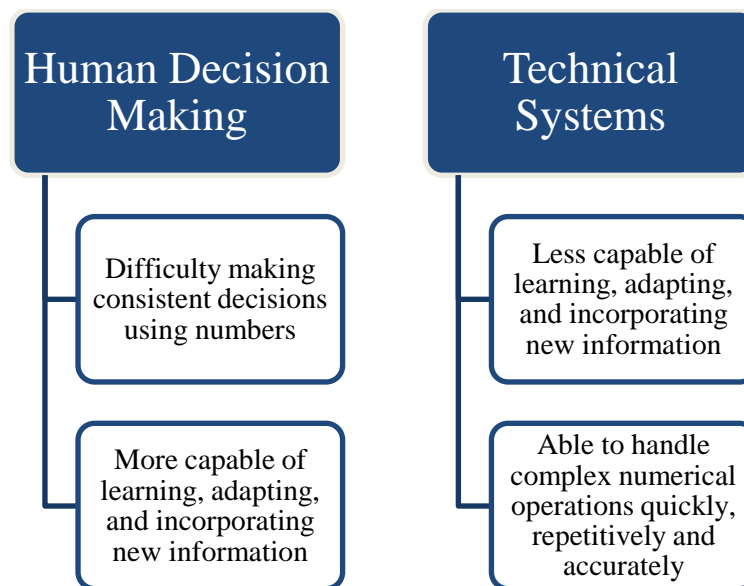 Human Decision
Making
Difficulty making
consistent decisions
using numbers
More capable of
learning, adapting,
and incorporating
new information
Technical
Systems
Less capable of
learning, adapting,
and incorporating
new information
Able to handle
complex numerical
operations quickly,
repetitively and
accurately